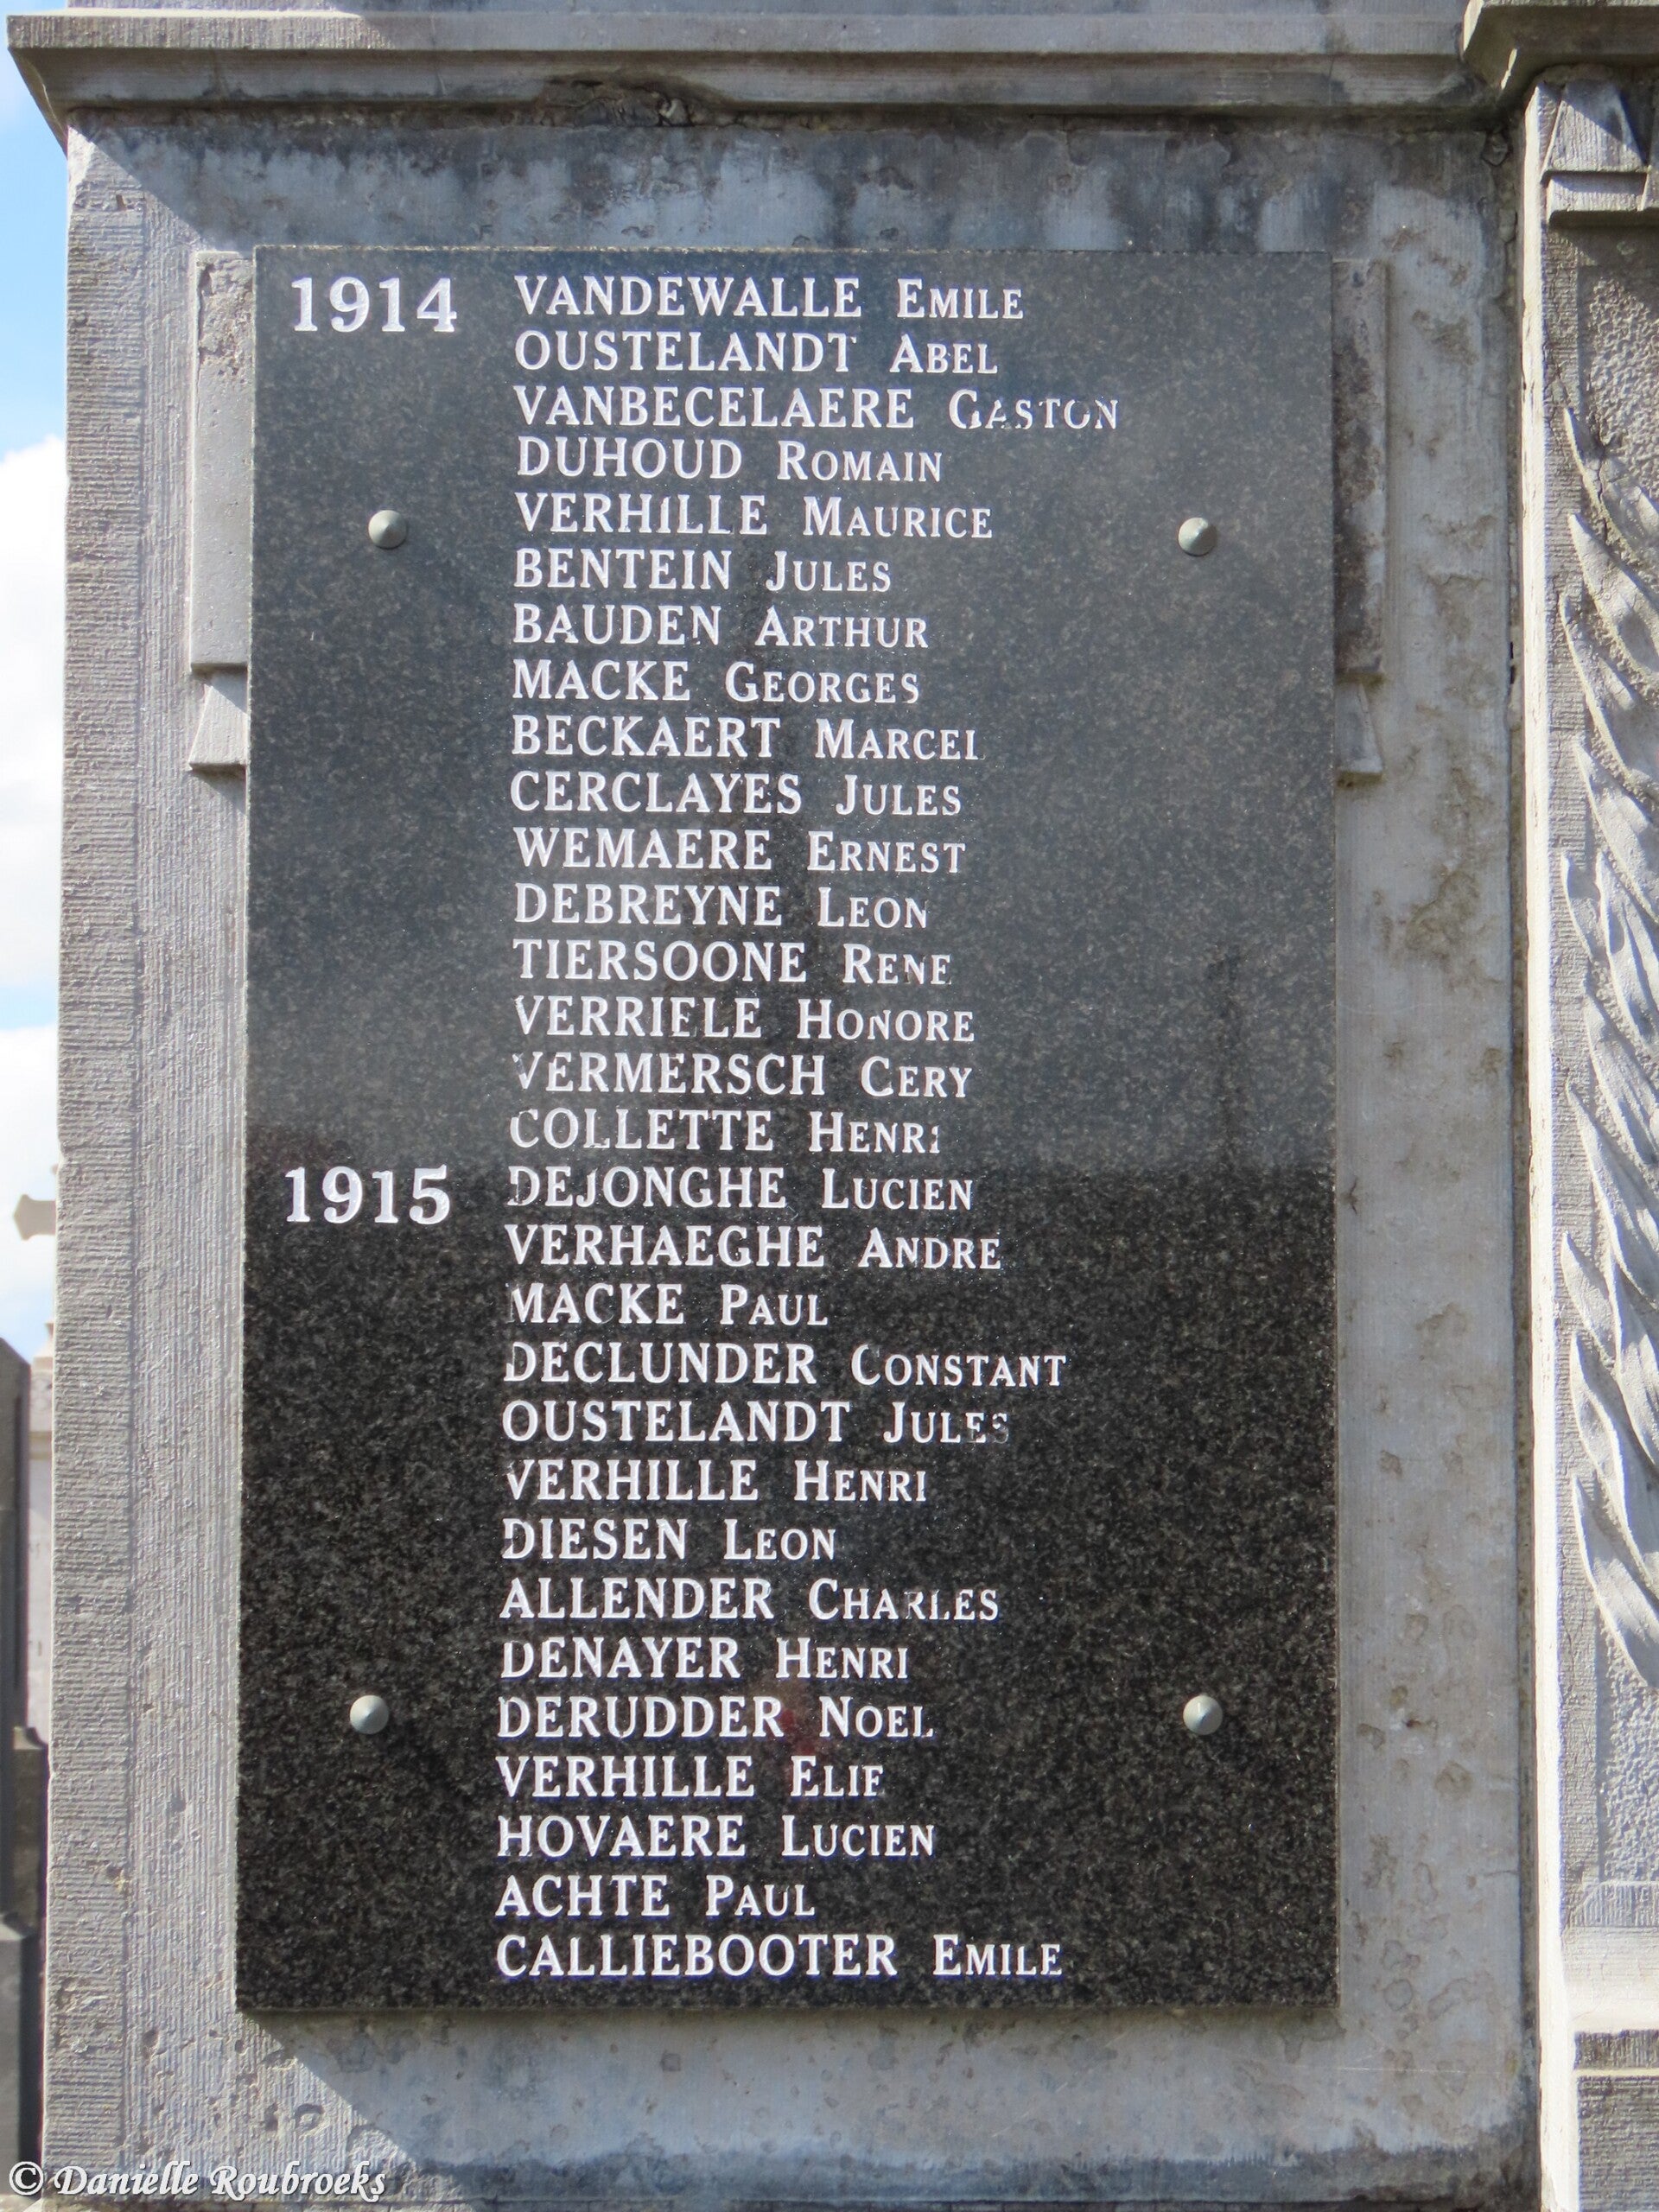 1914 VANDEWALLE EMILE
OUSTELANDT ABEL
VANBECELAERE GASTON
DUHOUD ROMAIN
VERHILLE MAURICE
BENTEIN JULES
BAUDEN ARTHUR
MACKE GEORGES
BECKAERT MARCEL
CERCLAYES JULES
WEMAERE ERNEST
DEBREYNE LEON
TIERSOONE RENE
VERRIELE HONORE
VERMERSCH CERY
COLLETTE HENRI
1915 DEJONGHE LUCIEN
VERHAEGHE ANDRE
MACKE PAUL
DECLUNDER CONSTANT
OUSTELANDT JULES
VERHILLE HENRI
DIESEN LEON
ALLENDER CHARLES
DENAYER HENRI
DERUDDER NOEL
VERHILLE ELIE
HOVAERE LUCIEN
ACHTE PAUL
CALLIEBOOTER EMILE
© Danielle Roubroeks